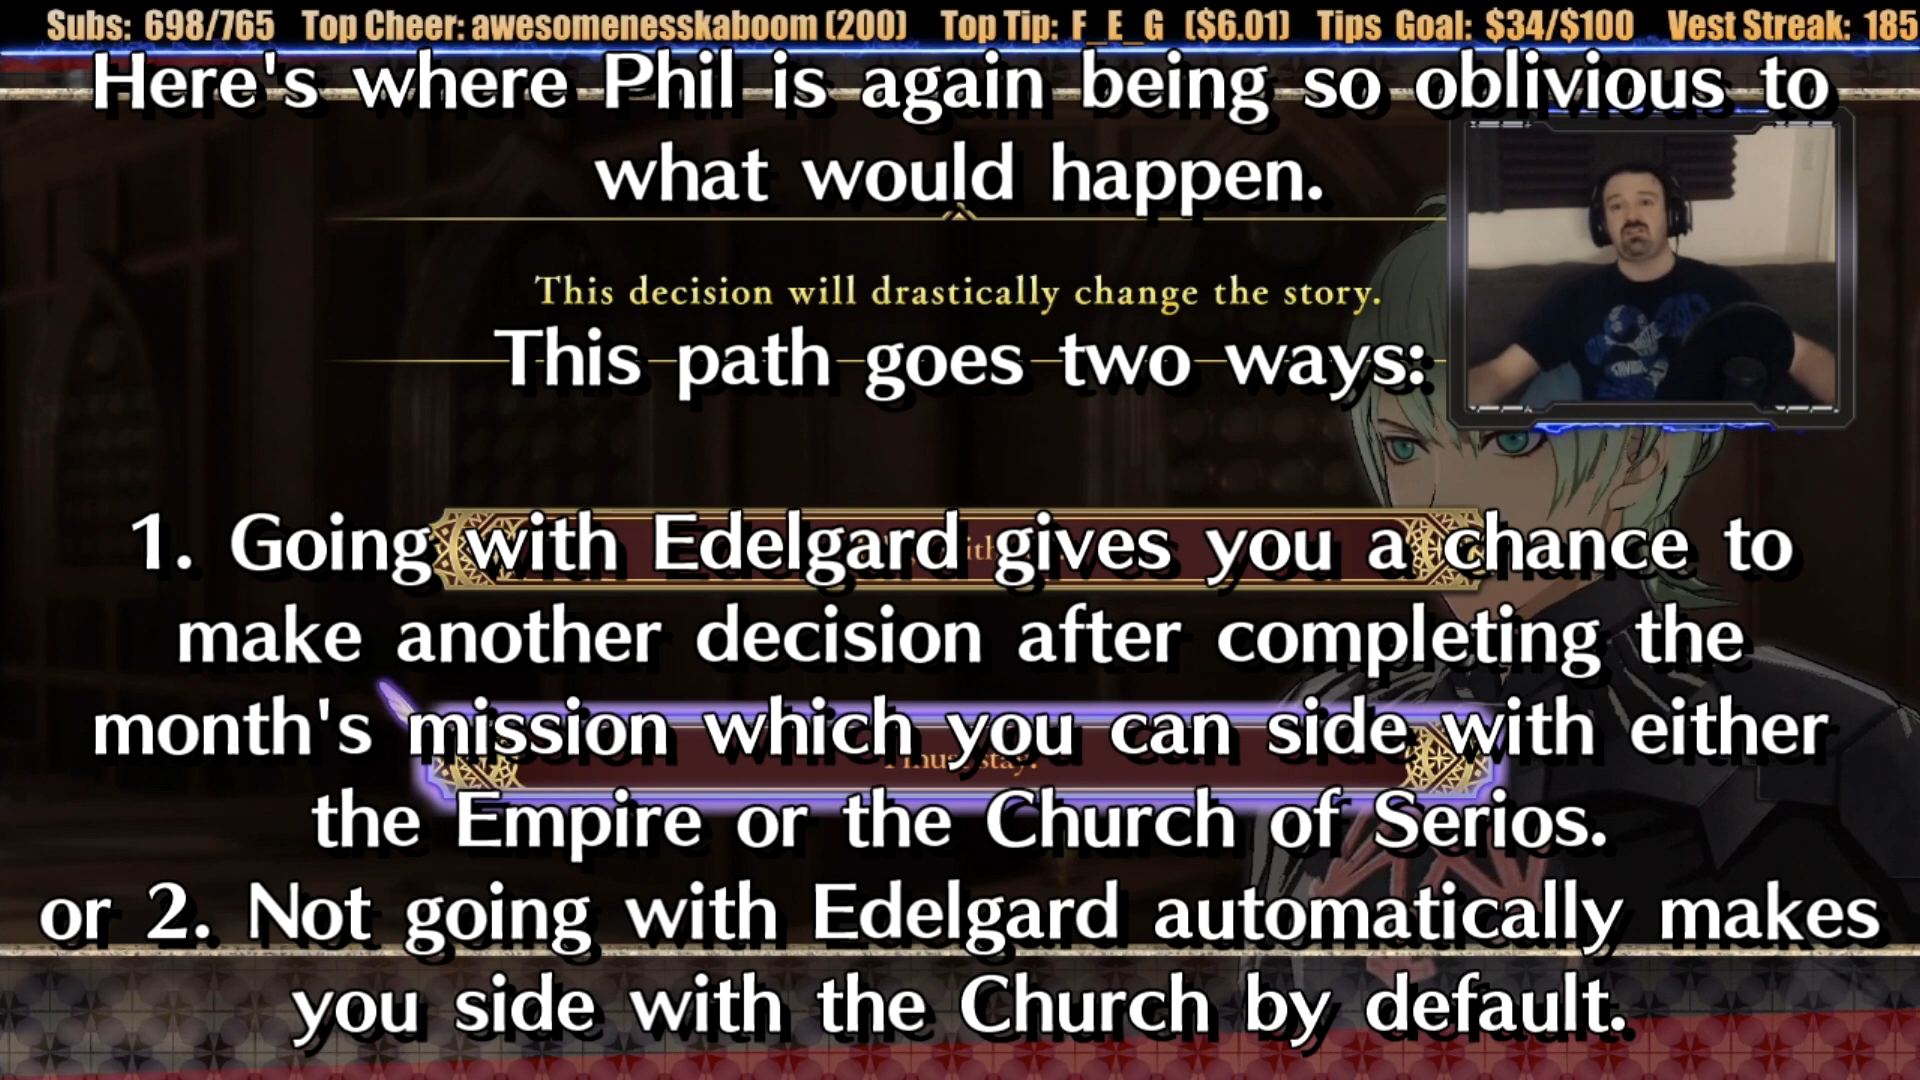 Subs: 698/765 Top Cheer: awesomenesskaboom (200) Top Tip: F_E_G ($6.01) Tips Goal: $34/$100 Vest Streak: 185
Here's where Phil is again being so oblivious to
what would happen.
This decision will drastically change the story.
This path goes two ways:
1. Going with Edelgard gives you a chance to
make another decision after completing the
month's mission which you can side with either
I must stay.
the Empire or the Church of Serios.
or 2. Not going with Edelgard automatically makes
you side with the Church by default.